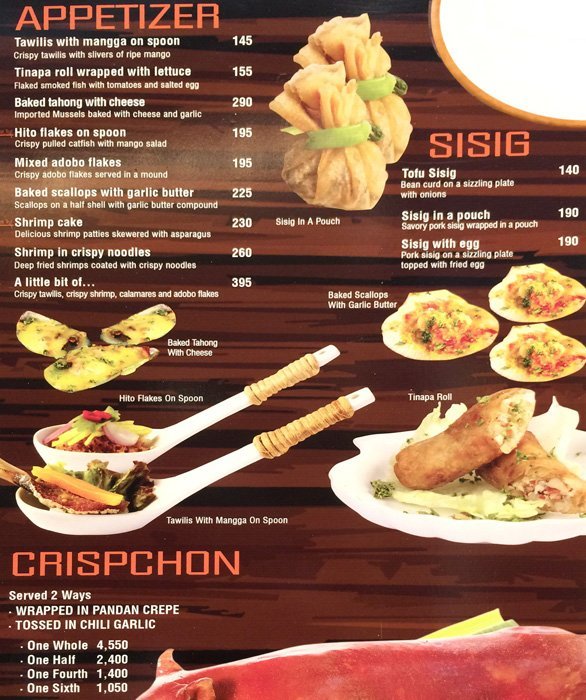 APPETIZER
Tawilis with mangga on spoon 145
Crispy tawilis with slivers of ripe mango
Tinapa roll wrapped with lettuce 155
Flaked smoked fish with tomatoes and salted egg
Baked tahong with cheese 290
Imported Mussels baked with cheese and garlic
Hito flakes on spoon 195
Crispy pulled catfish with mango salad
Mixed adobo flakes 195
Crispy adobo flakes served in a mound
Baked scallops with garlic butter 225
Scallops on a half shell with garlic butter compound
Shrimp cake 230
Delicious shrimp patties skewered with asparagus
Shrimp in crispy noodles 260
Deep fried shrimps coated with crispy noodles
A little bit of... 395
Crispy tawilis, crispy shrimp, calamares and adobo flakes
Sisig In A Pouch
SISIG
Tofu Sisig 140
Bean curd on a sizzling plate
with onions
Sisig in a pouch 190
Savory pork sisig wrapped in a pouch
Sisig with egg 190
Pork sisig on a sizzling plate
topped with fried egg
Baked Scallops
With Garlic Butter
Baked Tahong
With Cheese
Hito Flakes On Spoon
Tinapa Roll
Tawilis With Mangga On Spoon
CRISPCHON
Served 2 Ways
· WRAPPED IN PANDAN CREPE
· TOSSED IN CHILI GARLIC
· One Whole 4,550
· One Half 2,400
· One Fourth 1,400
· One Sixth 1,050